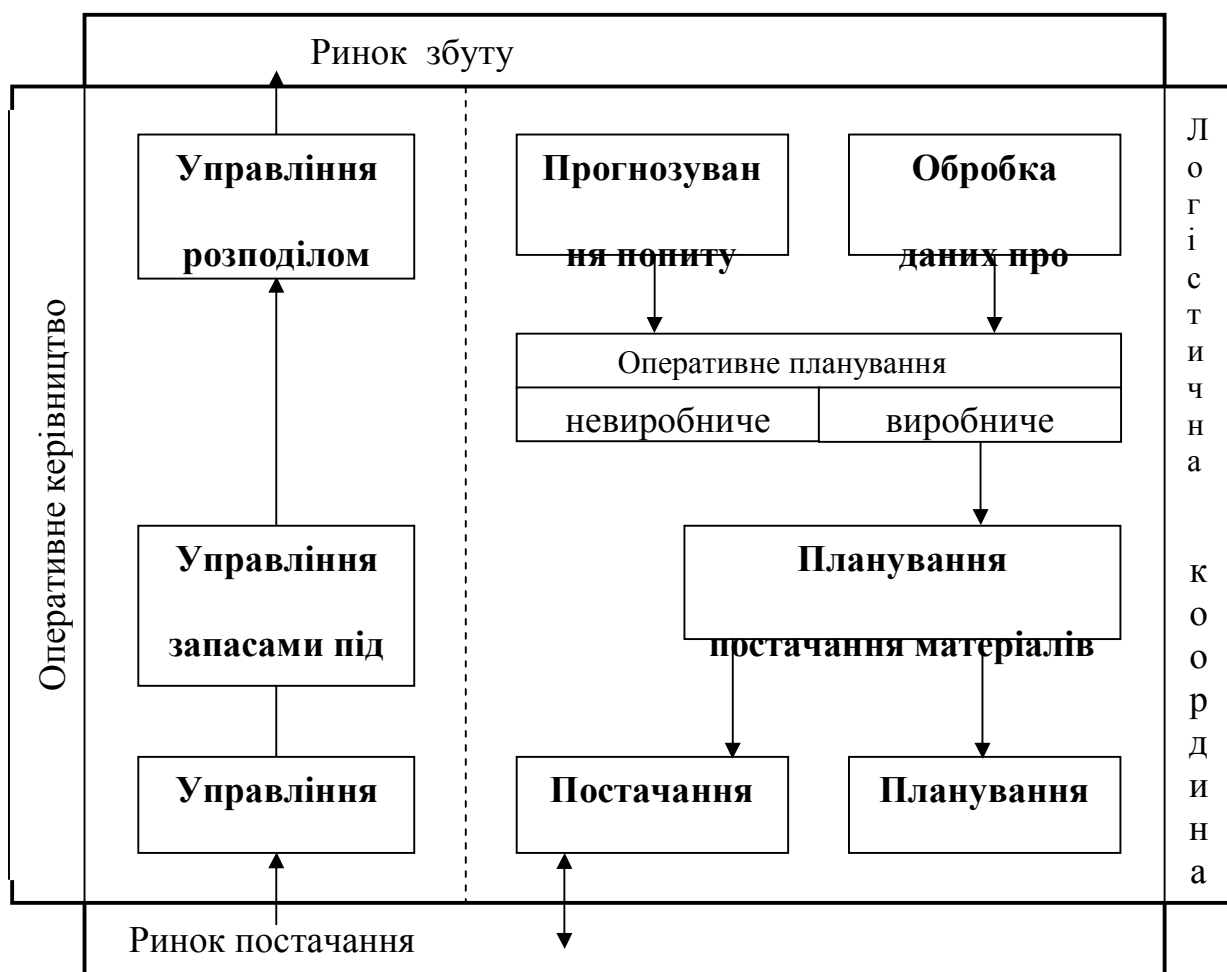 Ринок збуту
Оперативне керівництво
Управління
розподілом
Прогнозуван
ня попиту
Обробка
даних про
Оперативне планування
невиробниче
виробниче
Управління
запасами під
Планування
постачання матеріалів
Управління
Постачання
Планування
Ринок постачання
Логістична координа